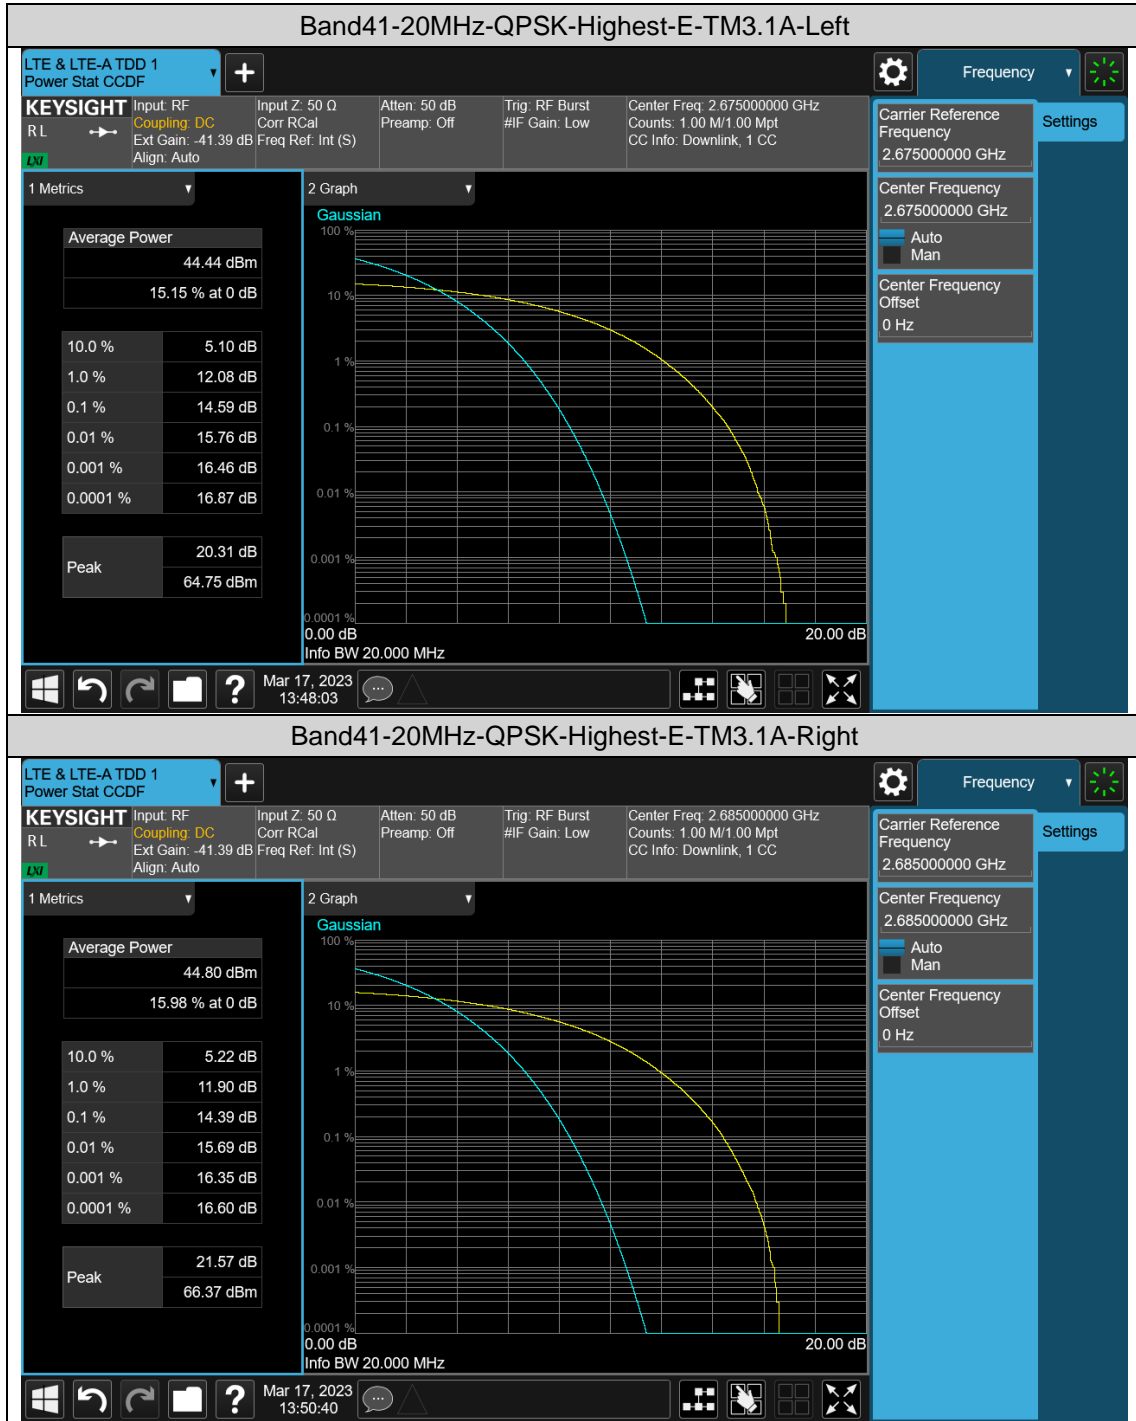 Band41-20MHz-QPSK-Highest-E-TM3.1A-Left
LTE & LTE-A TDD 1
Power Stat CCDF
Frequency
KEYSIGHT
RL
LXI
Input: RF
Coupling: DC
Ext Gain: -41.39 dB
Align: Auto
Input Z: 50 Ω
Corr RCal
Freq Ref: Int (S)
Atten: 50 dB
Preamp: Off
Trig: RF Burst
#IF Gain: Low
Center Freq: 2.675000000 GHz
Counts: 1.00 M/1.00 Mpt
CC Info: Downlink, 1 CC
Carrier Reference
Frequency
2.675000000 GHz
Settings
Center Frequency
2.675000000 GHz
Auto
Man
Center Frequency
Offset
0 Hz
1 Metrics
Average Power
44.44 dBm
15.15 % at 0 dB
10.0 % 5.10 dB
1.0 % 12.08 dB
0.1 % 14.59 dB
0.01 % 15.76 dB
0.001 % 16.46 dB
0.0001 % 16.87 dB
Peak
20.31 dB
64.75 dBm
2 Graph
Gaussian
100 %
10 %
1 %
0.1 %
0.01 %
0.001 %
0.0001 %
0.00 dB
20.00 dB
Info BW 20.000 MHz
?
Mar 17, 2023
13:48:03
Band41-20MHz-QPSK-Highest-E-TM3.1A-Right
LTE & LTE-A TDD 1
Power Stat CCDF
Frequency
KEYSIGHT
RL
LXI
Input: RF
Coupling: DC
Ext Gain: -41.39 dB
Align: Auto
Input Z: 50 Ω
Corr RCal
Freq Ref: Int (S)
Atten: 50 dB
Preamp: Off
Trig: RF Burst
#IF Gain: Low
Center Freq: 2.685000000 GHz
Counts: 1.00 M/1.00 Mpt
CC Info: Downlink, 1 CC
Carrier Reference
Frequency
2.685000000 GHz
Settings
Center Frequency
2.685000000 GHz
Auto
Man
Center Frequency
Offset
0 Hz
1 Metrics
Average Power
44.80 dBm
15.98 % at 0 dB
10.0 % 5.22 dB
1.0 % 11.90 dB
0.1 % 14.39 dB
0.01 % 15.69 dB
0.001 % 16.35 dB
0.0001 % 16.60 dB
Peak
21.57 dB
66.37 dBm
2 Graph
Gaussian
100 %
10 %
1 %
0.1 %
0.01 %
0.001 %
0.0001 %
0.00 dB
20.00 dB
Info BW 20.000 MHz
?
Mar 17, 2023
13:50:40